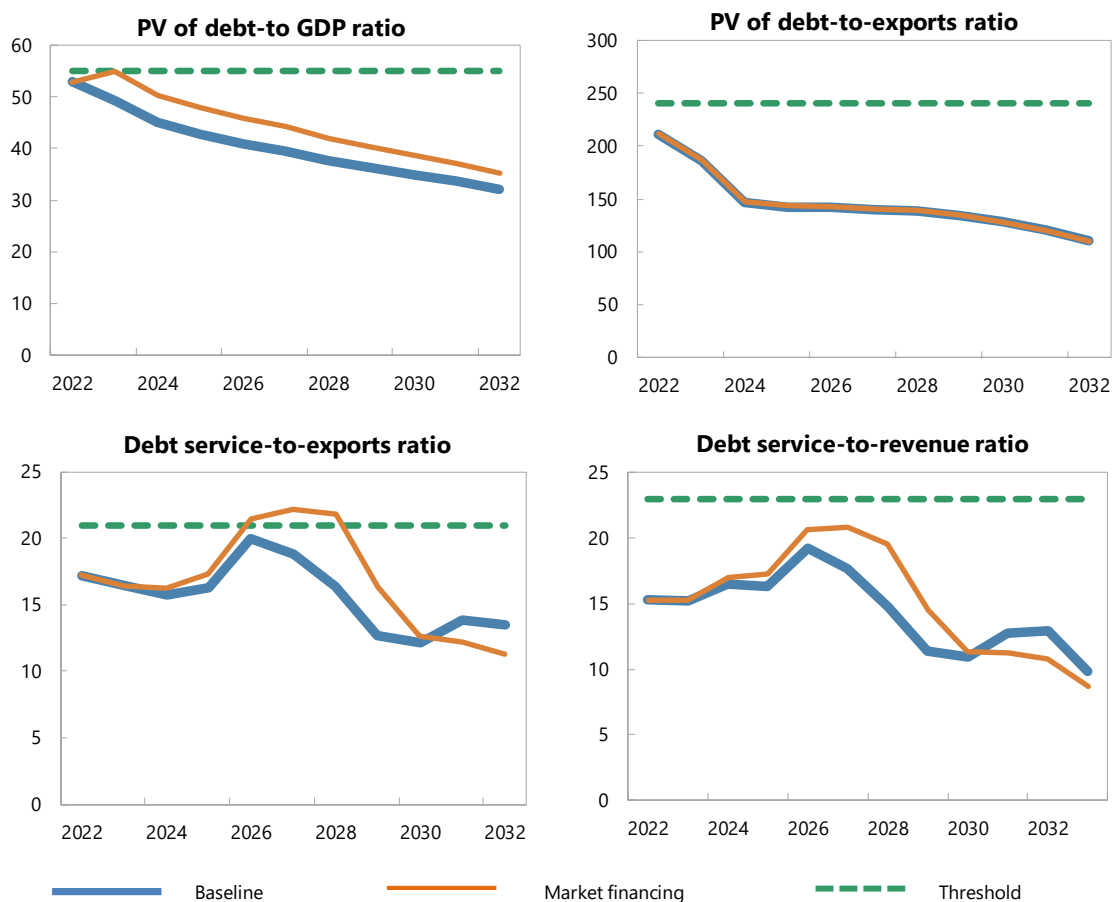 PV of debt-to GDP ratio
60
50
40
30
20
10
0
2022 2024 2026 2028 2030 2032
PV of debt-to-exports ratio
300
250
200
150
100
50
0
2022 2024 2026 2028 2030 2032
Debt service-to-exports ratio
25
20
15
10
5
0
2022 2024 2026 2028 2030 2032
Debt service-to-revenue ratio
25
20
15
10
5
0
2022 2024 2026 2028 2030 2032
Baseline Market financing Threshold